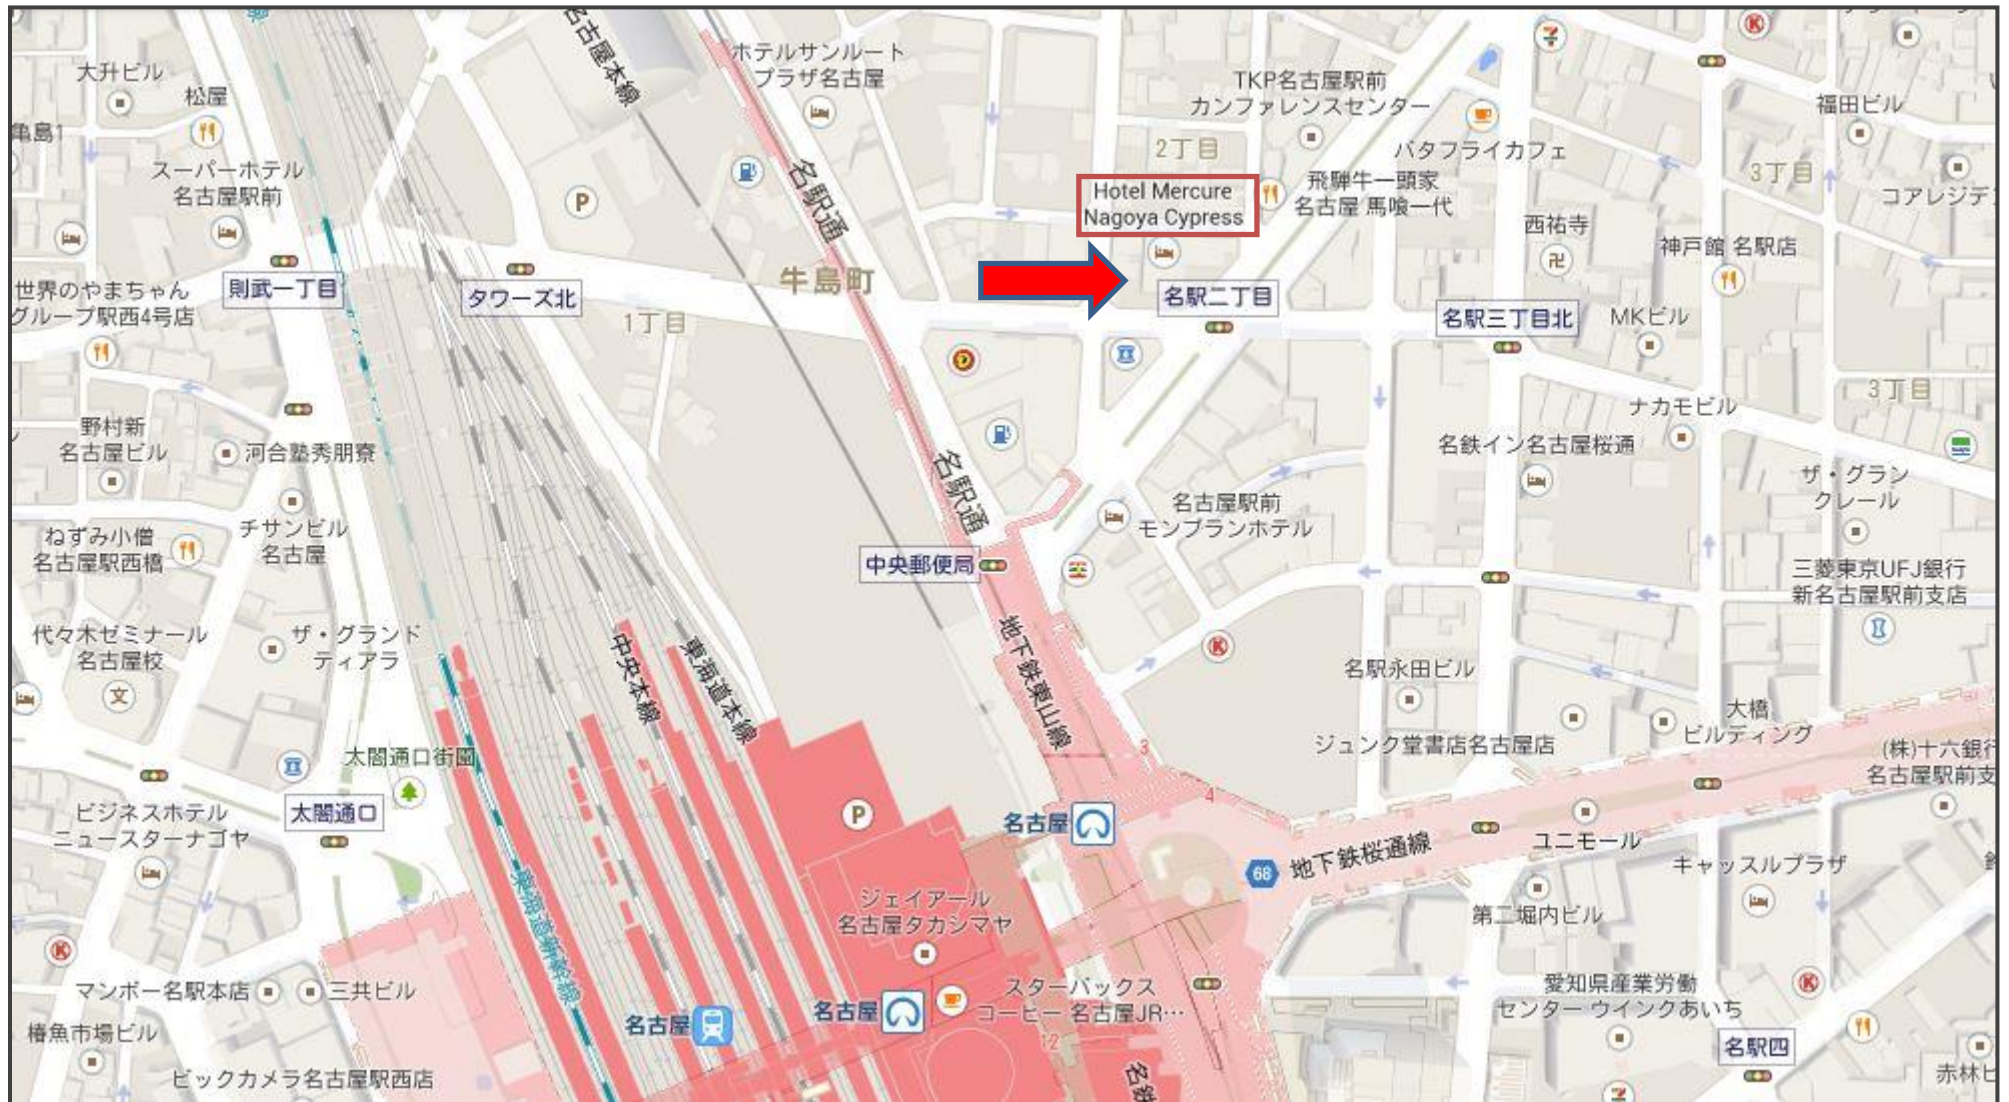 名古屋本線
ホテルサンルート
プラザ名古屋
大升ビル
松屋
亀島1
スーパーホテル
名古屋駅前
名駅通
TKP名古屋駅前
カンファレンスセンター
2丁目
バタフライカフェ
福田ビル
3丁目
コアレジデ
Hotel Mercure
Nagoya Cypress
飛騨牛一頭家
名古屋 馬喰一代
西祐寺
卍
神戸館 名駅店
P
世界のやまちゃん
グループ駅西4号店
則武一丁目
タワーズ北
牛島町
1丁目
名駅二丁目
名駅三丁目北
MKビル
3丁目
ナカモビル
野村新
名古屋ビル
河合塾秀朋寮
名駅通
名鉄イン名古屋桜通
ザ・グラン
クレール
チサンビル
名古屋
ねずみ小僧
名古屋駅西橋
名古屋駅前
モンブランホテル
中央郵便局
三菱東京UFJ銀行
新名古屋駅前支店
代々木ゼミナール
名古屋校
文
ザ・グランド
ティアラ
中央本線
東海道本線
地下鉄東山線
K
名駅永田ビル
大橋
ビルディング
ジュンク堂書店名古屋店
(株)十六銀行
名古屋駅前支
太閤通口街園
太閤通口
ビジネスホテル
ニュースターナゴヤ
P
3
4
名古屋
68
地下鉄桜通線
ユニモール
キャッスルプラザ
第二堀内ビル
ジェイアール
名古屋タカシマヤ
東海道新幹線
K
マンボー名駅本店
三共ビル
椿魚市場ビル
ビックカメラ名古屋駅西店
名古屋
名古屋
スターバックス
コーヒー 名古屋JR…
12
名鉄
愛知県産業労働
センター ウインクあいち
K
名駅四
赤林ヒ